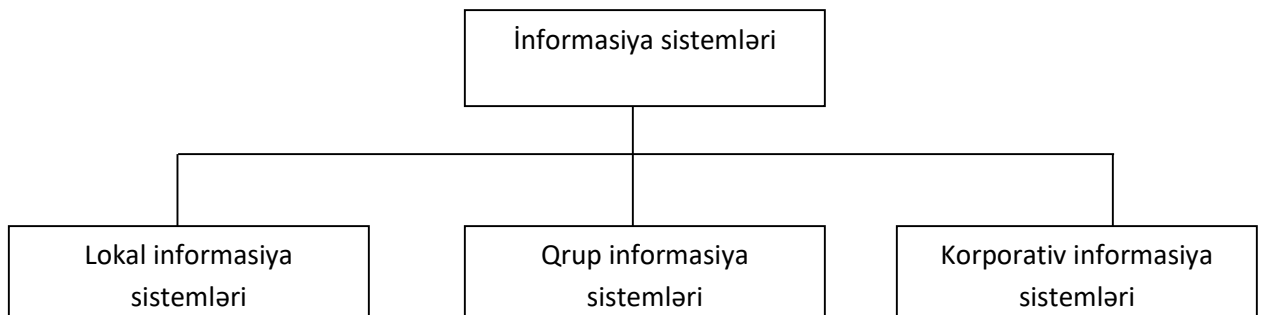 İnformasiya sistemləri
Lokal informasiya
sistemləri
Qrup informasiya
sistemləri
Korporativ informasiya
sistemləri